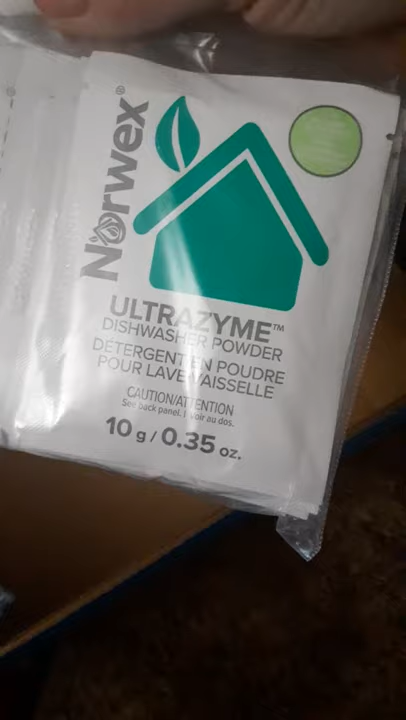 Norwex®
ULTRAZYME™
DISHWASHER POWDER
DÉTERGENT EN POUDRE
POUR LAVE-VAISSELLE
CAUTION/ATTENTION
See back panel. / Voir au dos.
10 g / 0.35 oz.